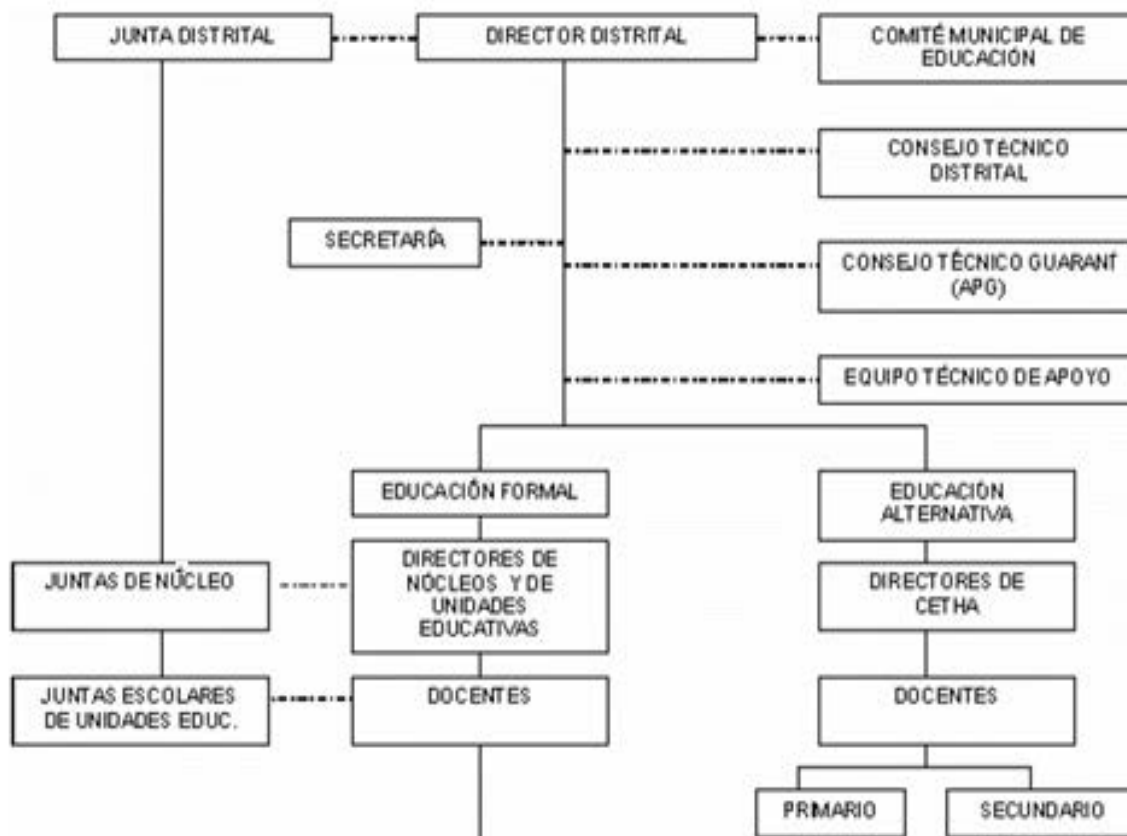 JUNTA DISTRITAL
DIRECTOR DISTRITAL
COMITÉ MUNICIPAL DE
EDUCACIÓN
CONSEJO TÉCNICO
DISTRITAL
SECRETARÍA
CONSEJO TÉCNICO GUARANÍ
(APG)
EQUIPO TÉCNICO DE APOYO
EDUCACIÓN FORMAL
EDUCACIÓN
ALTERNATIVA
JUNTAS DE NÚCLEO
DIRECTORES DE
NÓCLEOS Y DE
UNIDADES
EDUCATIVAS
DIRECTORES DE
CETHA
JUNTAS ESCOLARES
DE UNIDADES EDUC.
DOCENTES
DOCENTES
PRIMARIO
SECUNDARIO